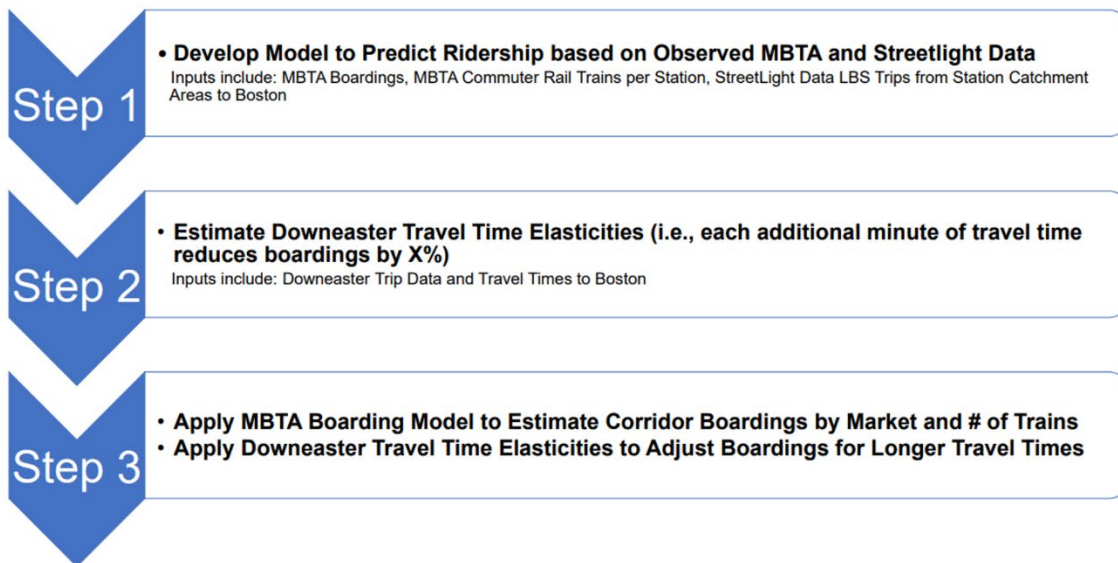 Step 1
• Develop Model to Predict Ridership based on Observed MBTA and Streetlight Data
Inputs include: MBTA Boardings, MBTA Commuter Rail Trains per Station, StreetLight Data LBS Trips from Station Catchment
Areas to Boston
Step 2
• Estimate Downeaster Travel Time Elasticities (i.e., each additional minute of travel time
reduces boardings by X%)
Inputs include: Downeaster Trip Data and Travel Times to Boston
Step 3
• Apply MBTA Boarding Model to Estimate Corridor Boardings by Market and # of Trains
• Apply Downeaster Travel Time Elasticities to Adjust Boardings for Longer Travel Times